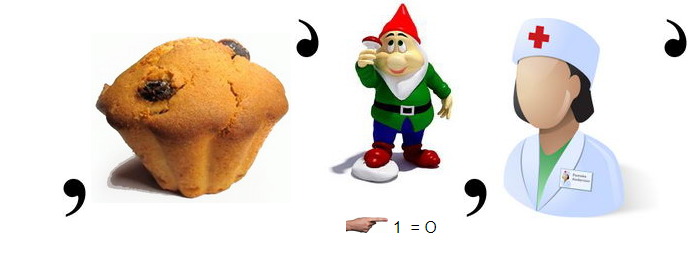 ,
,
,
,
1 = О